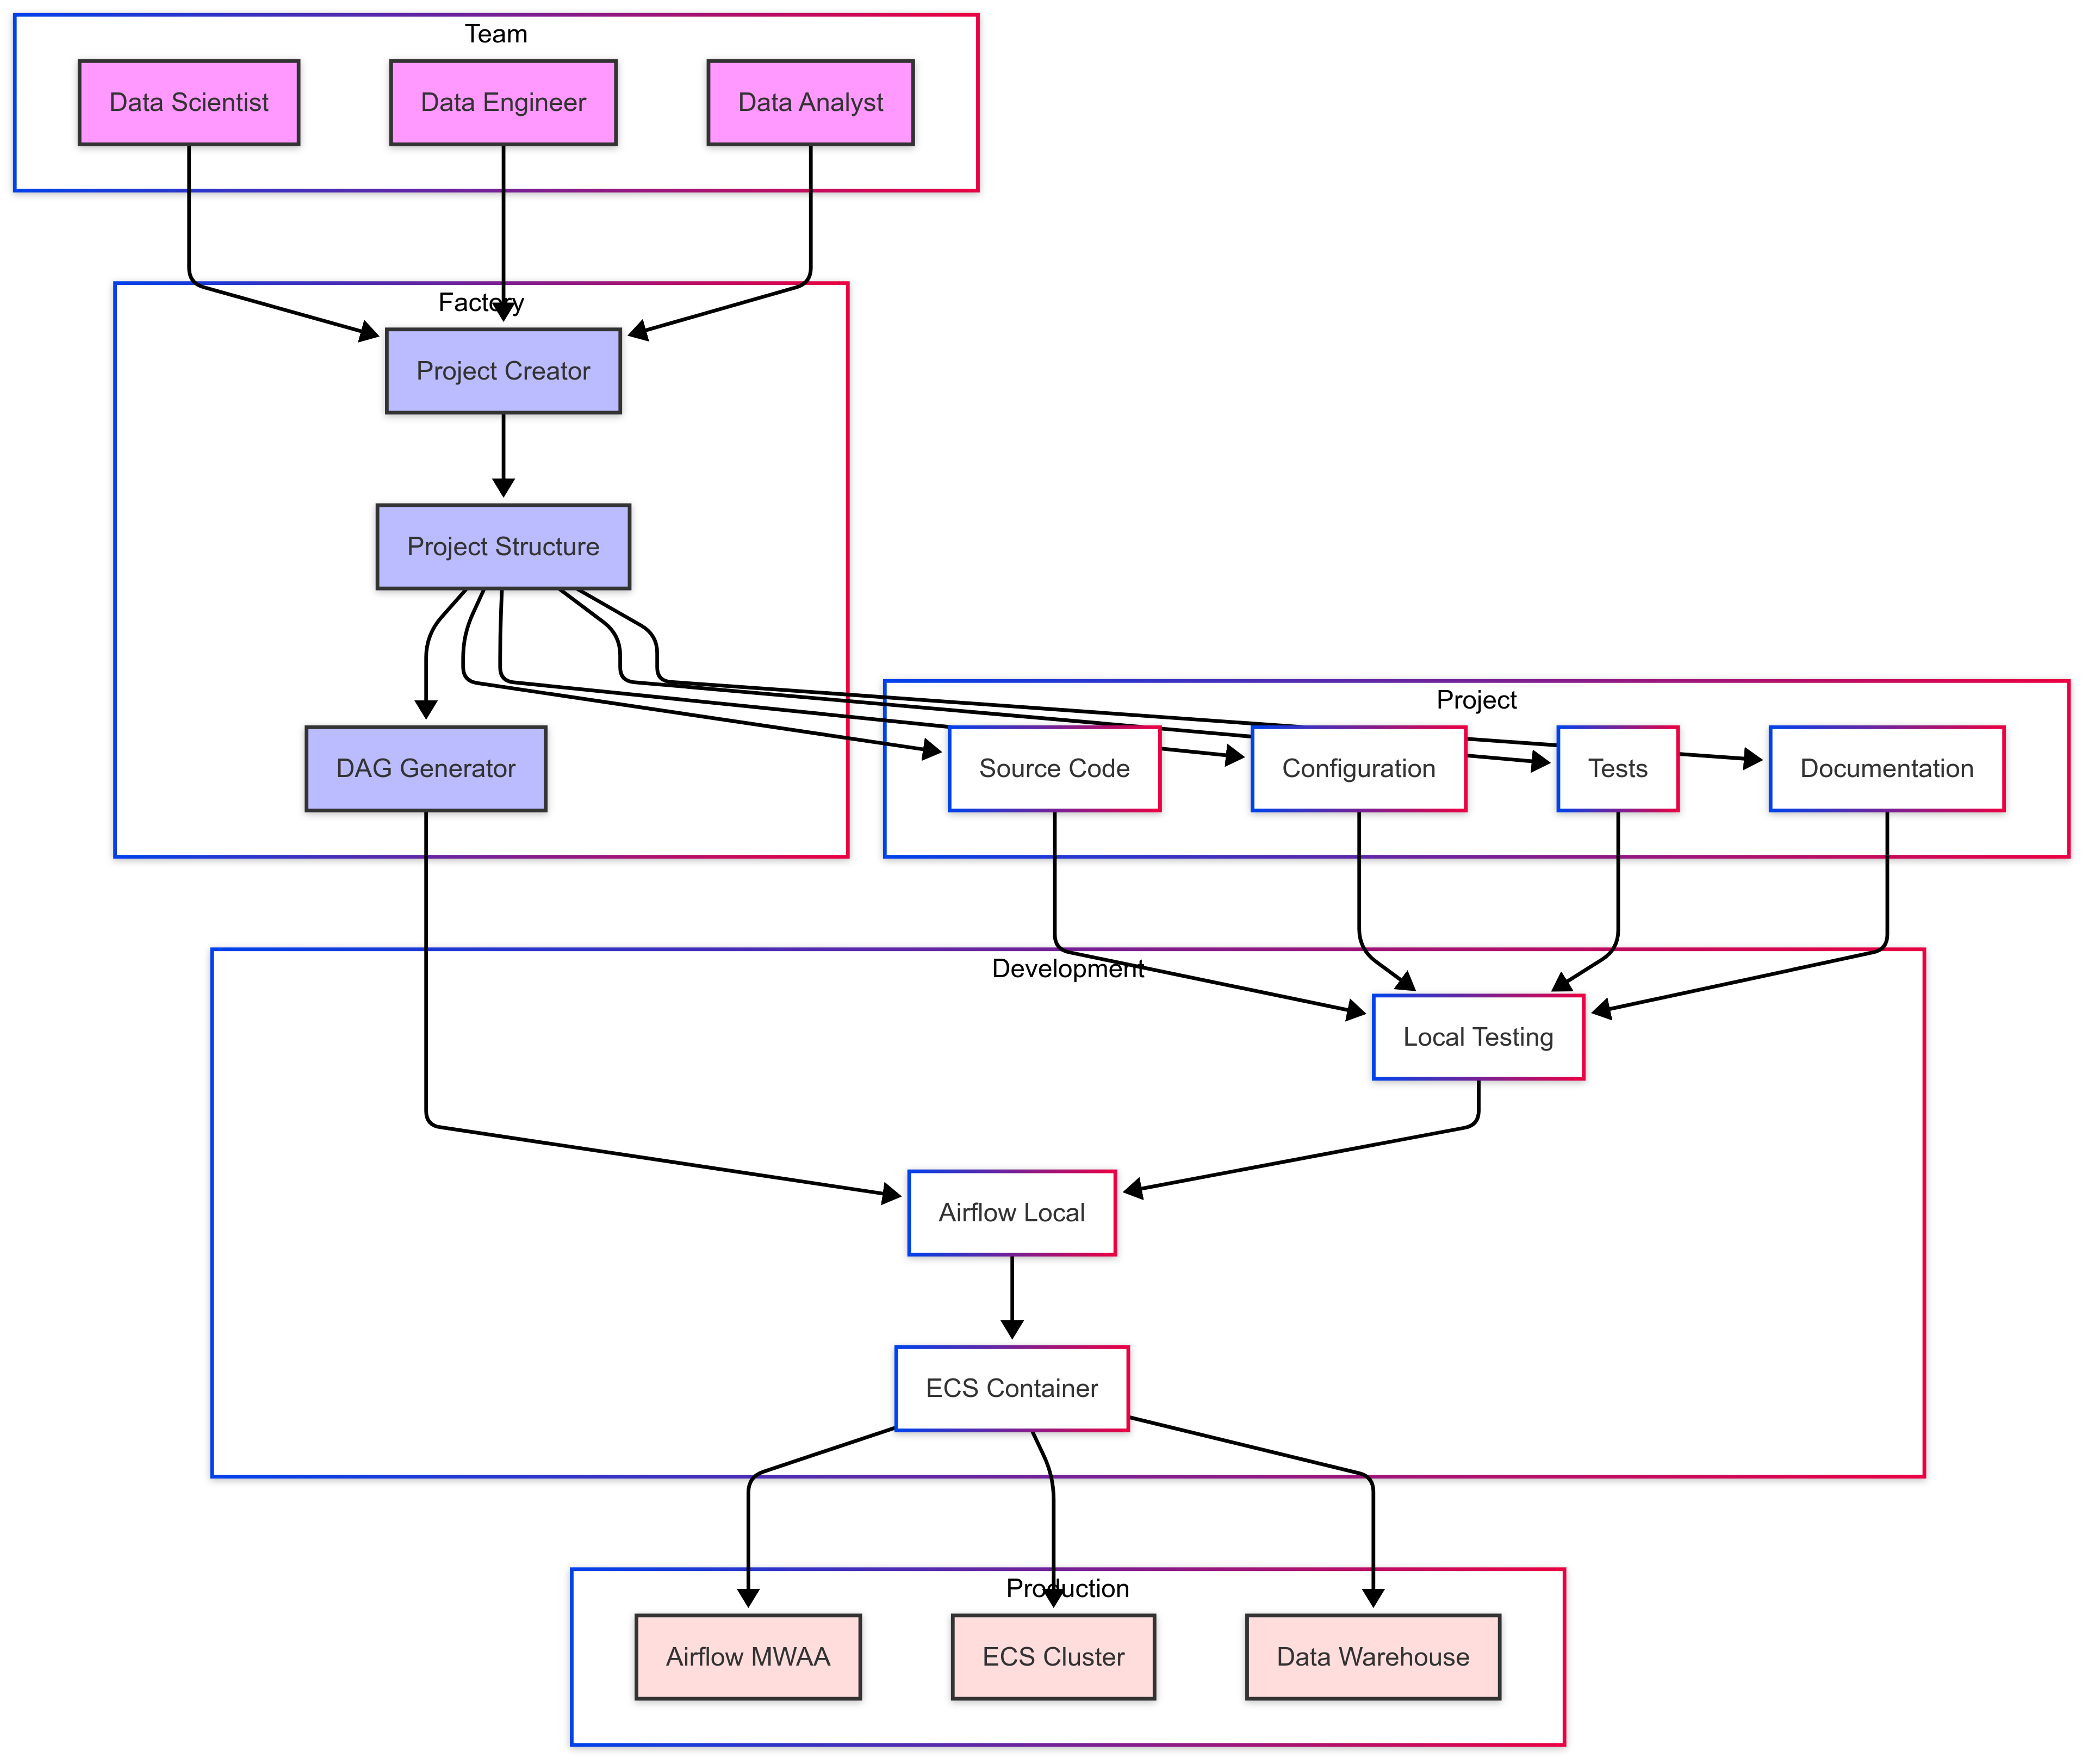 Team
Data Scientist
Data Engineer
Data Analyst
Factory
Project Creator
Project Structure
DAG Generator
Project
Source Code
Configuration
Tests
Documentation
Development
Local Testing
Airflow Local
ECS Container
Production
Airflow MWAA
ECS Cluster
Data Warehouse